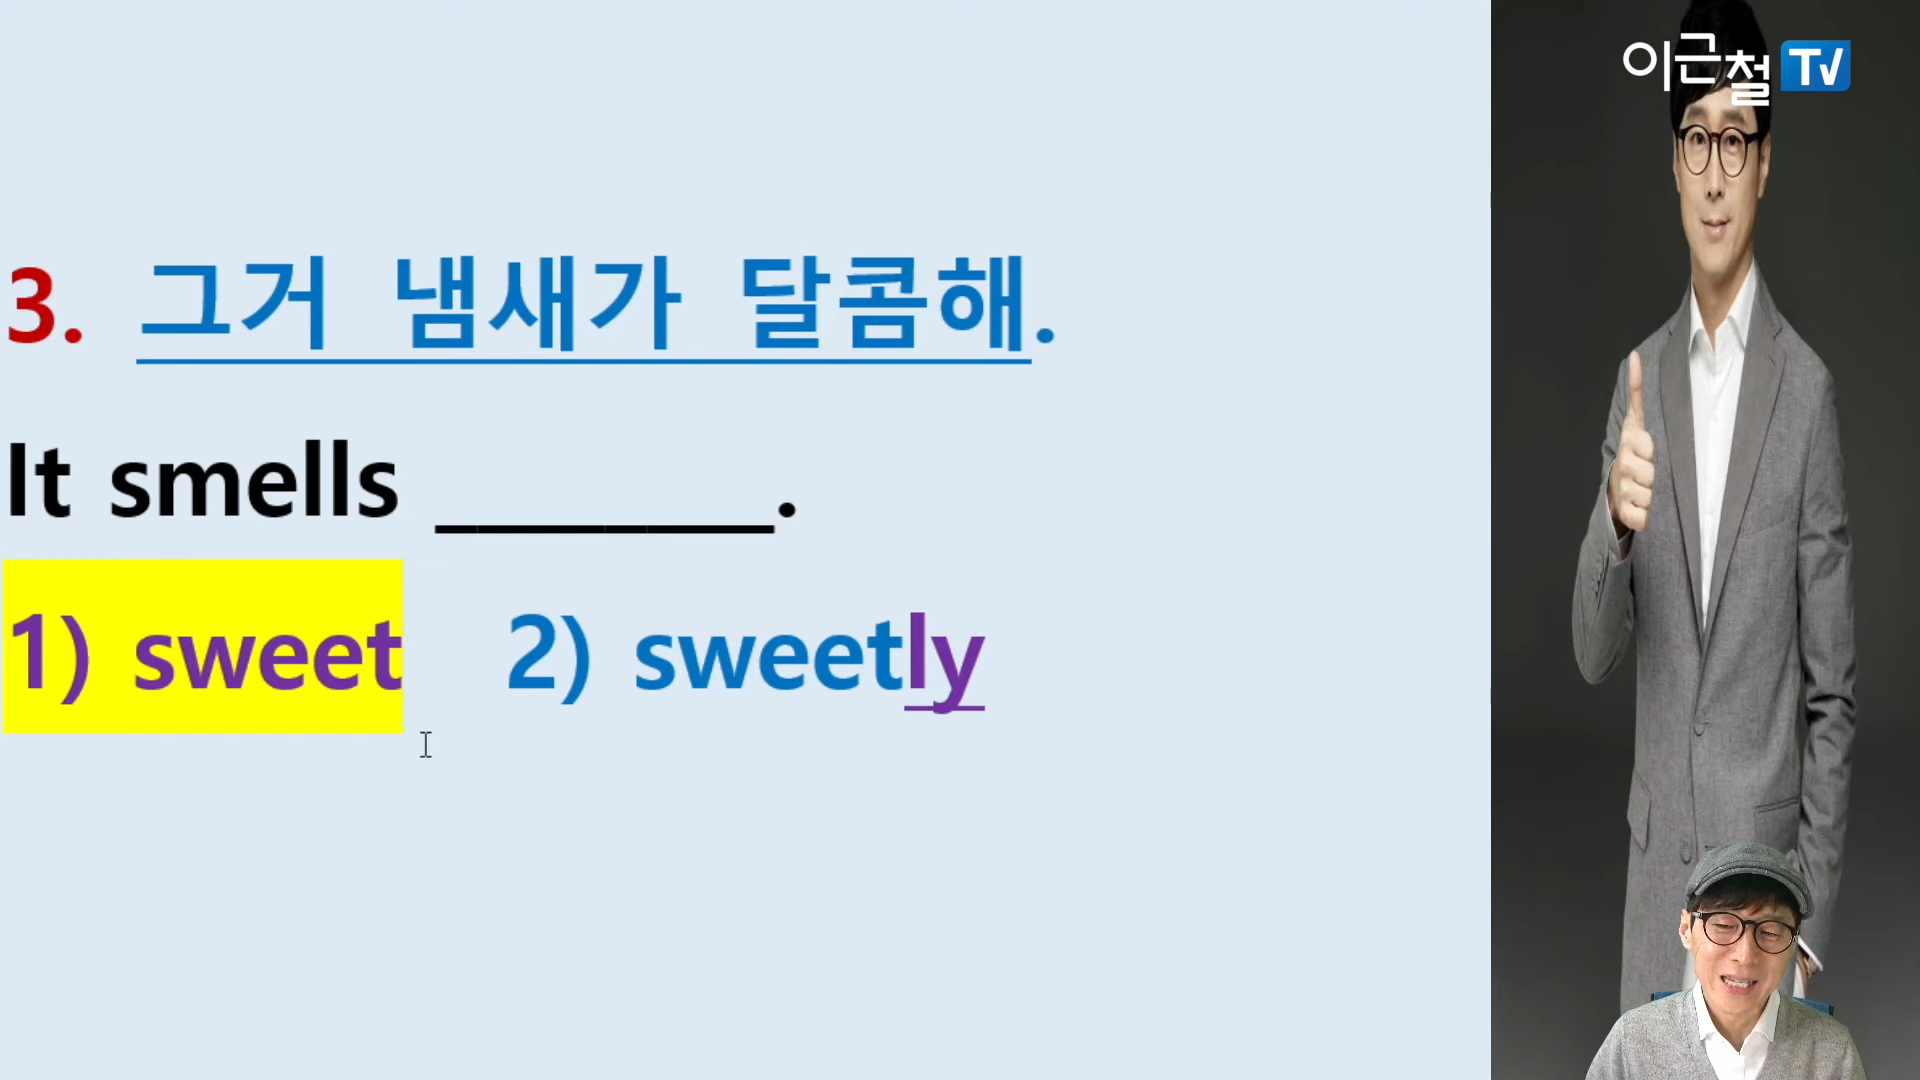 이근철 TV
3. 그거 냄새가 달콤해.
It smells ________.
1) sweet 2) sweetly